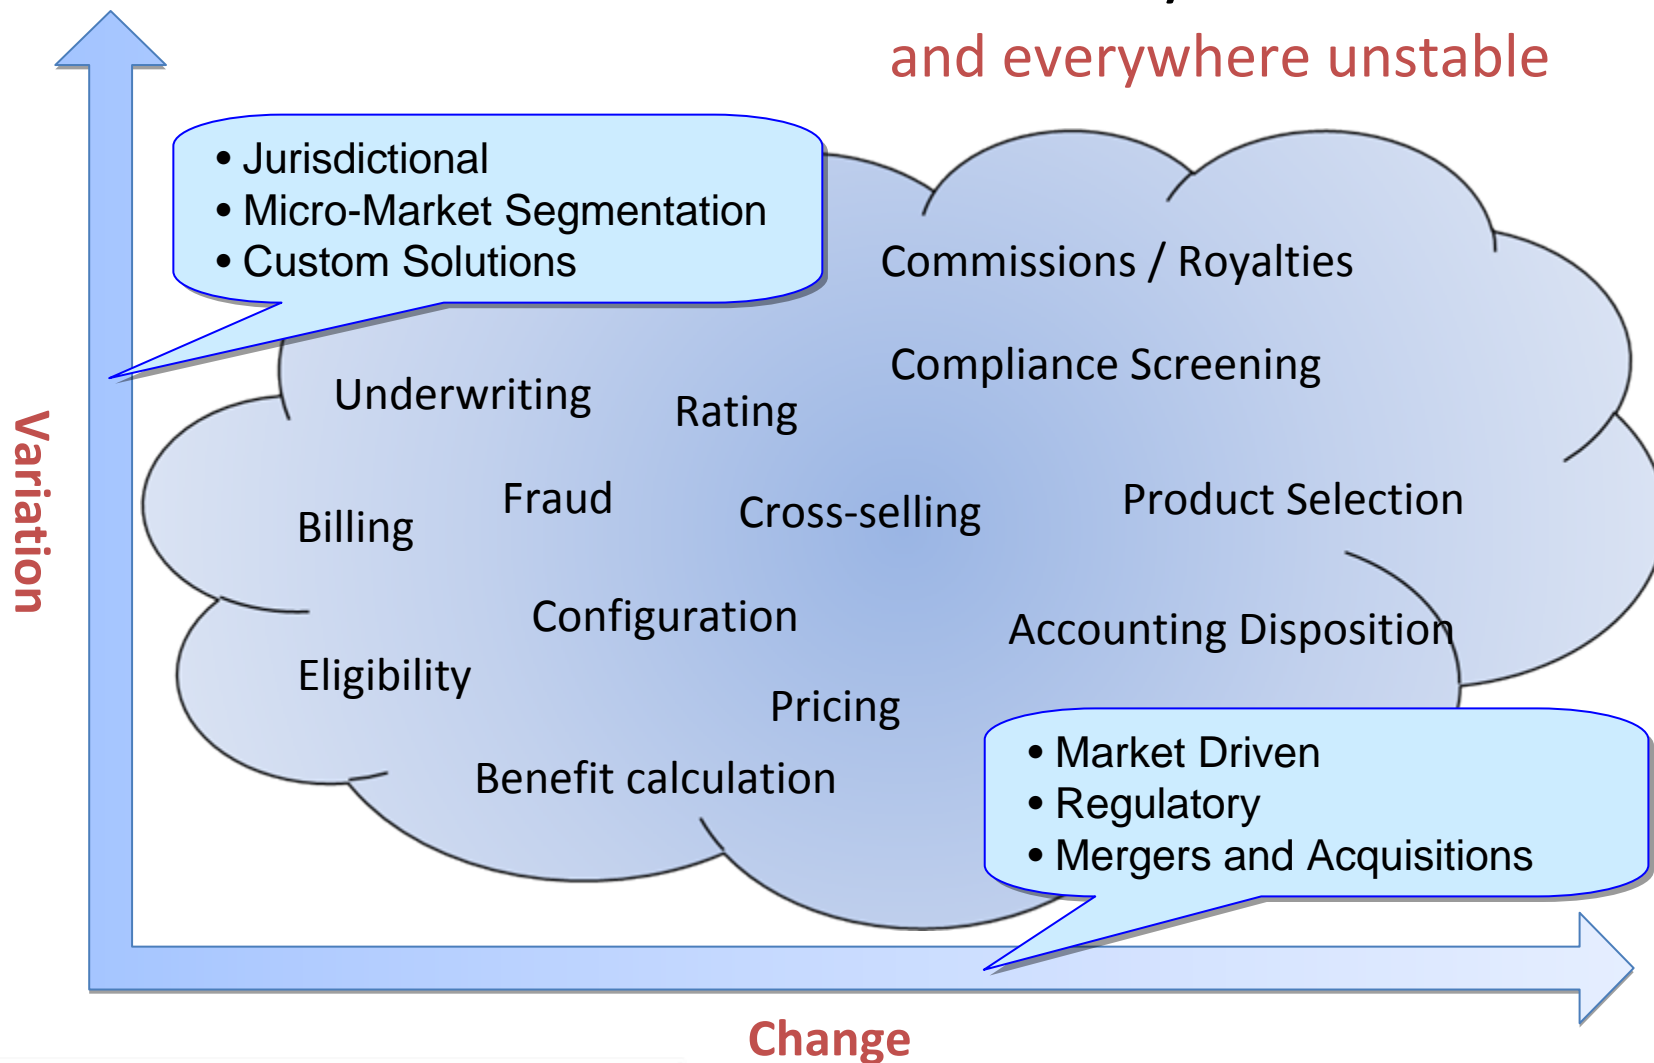 and everywhere unstable
• Jurisdictional
• Micro-Market Segmentation
• Custom Solutions
Commissions / Royalties
Compliance Screening
Underwriting
Rating
Variation
Fraud
Cross-selling
Product Selection
Billing
Configuration
Accounting Disposition
Eligibility
Pricing
• Market Driven
• Regulatory
• Mergers and Acquisitions
Benefit calculation
Change